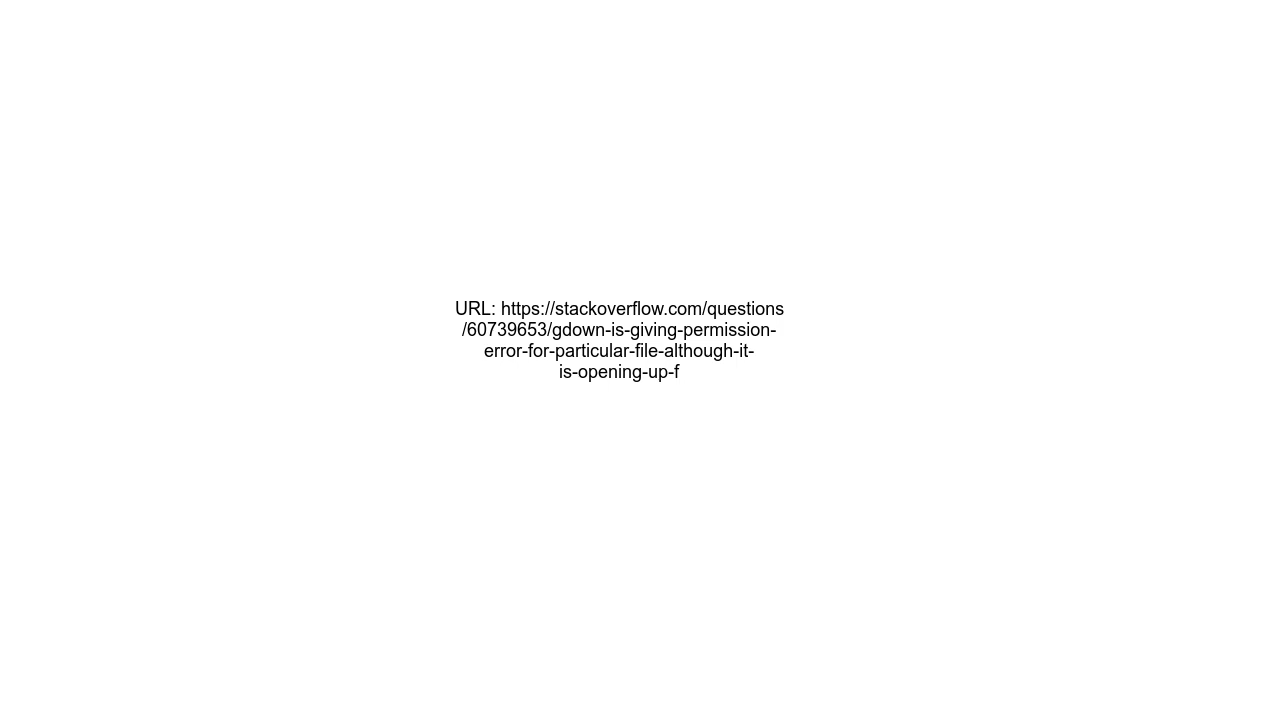 URL: https://stackoverflow.com/questions
/60739653/gdown-is-giving-permission-
error-for-particular-file-although-it-
is-opening-up-f